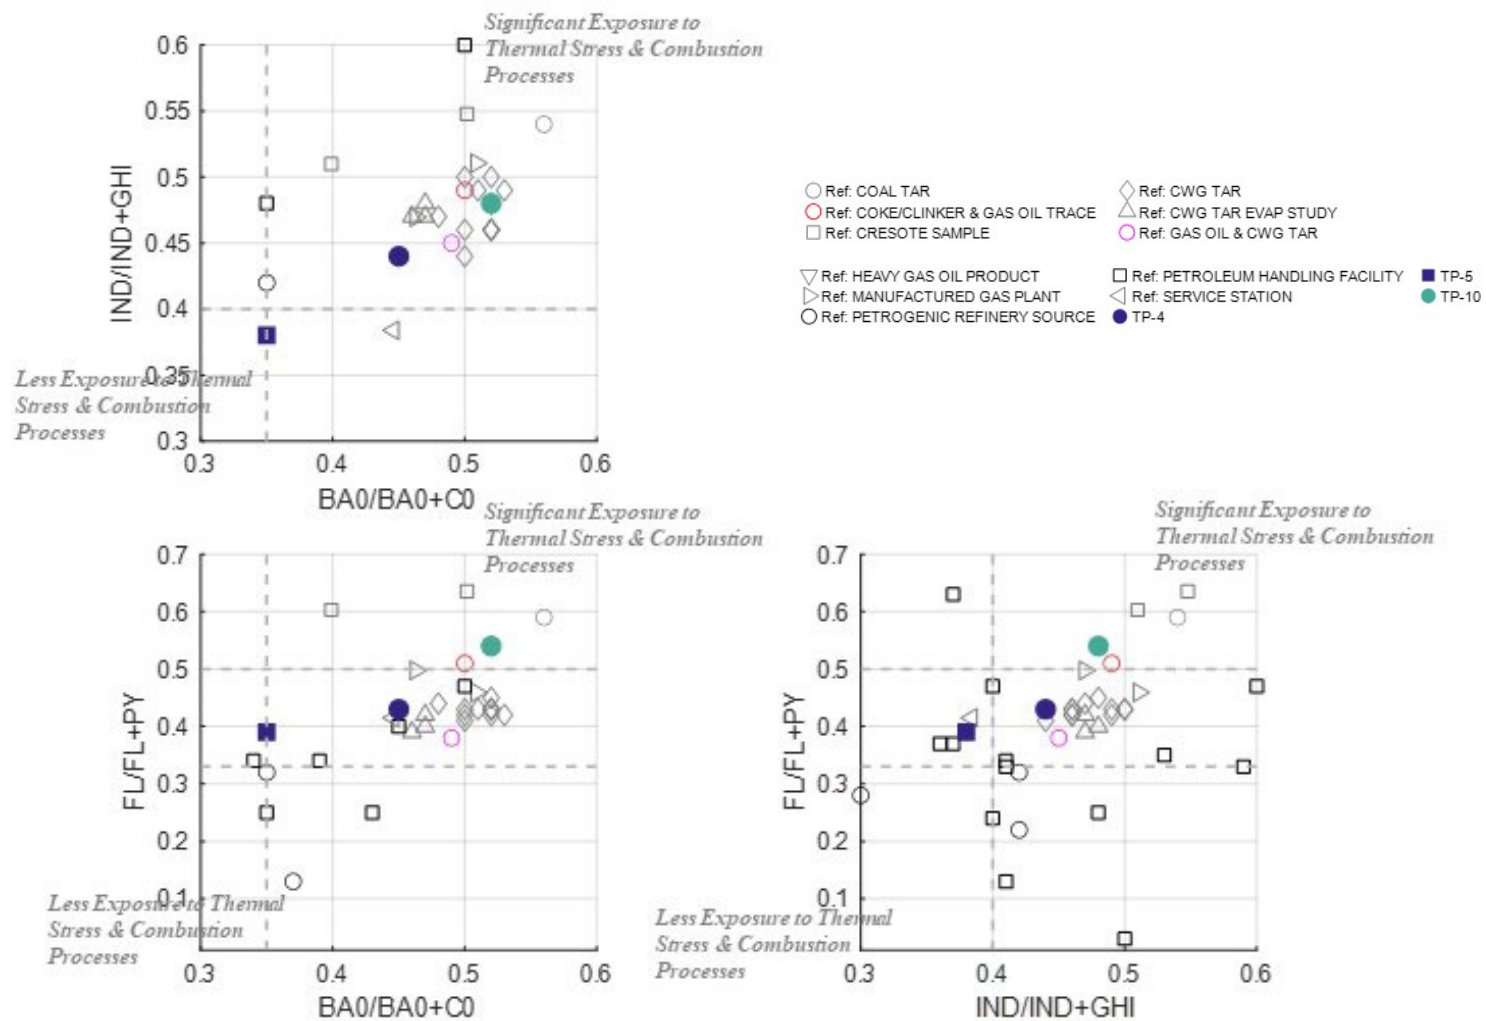 Significant Exposure to
Thermal Stress & Combustion
Processes
0.6
0.55
0.5
0.45
0.4
0.35
0.3
IND/IND+GHI
Less Exposure to Thermal
Stress & Combustion
Processes
0.3 0.4 0.5 0.6
BA0/BA0+C0
Ref: COAL TAR Ref: CWG TAR
Ref: COKE/CLINKER & GAS OIL TRACE Ref: CWG TAR EVAP STUDY
Ref: CRESOTE SAMPLE Ref: GAS OIL & CWG TAR
Ref: HEAVY GAS OIL PRODUCT Ref: PETROLEUM HANDLING FACILITY TP-5
Ref: MANUFACTURED GAS PLANT Ref: SERVICE STATION TP-10
Ref: PETROGENIC REFINERY SOURCE TP-4
Significant Exposure to
Thermal Stress & Combustion
Processes
0.7
0.6
0.5
0.4
0.3
0.2
0.1
FL/FL+PY
Less Exposure to Thermal
Stress & Combustion
Processes
0.3 0.4 0.5 0.6
BA0/BA0+C0
Significant Exposure to
Thermal Stress & Combustion
Processes
0.7
0.6
0.5
0.4
0.3
0.2
0.1
FL/FL+PY
Less Exposure to Thermal
Stress & Combustion
Processes
0.3 0.4 0.5 0.6
IND/IND+GHI